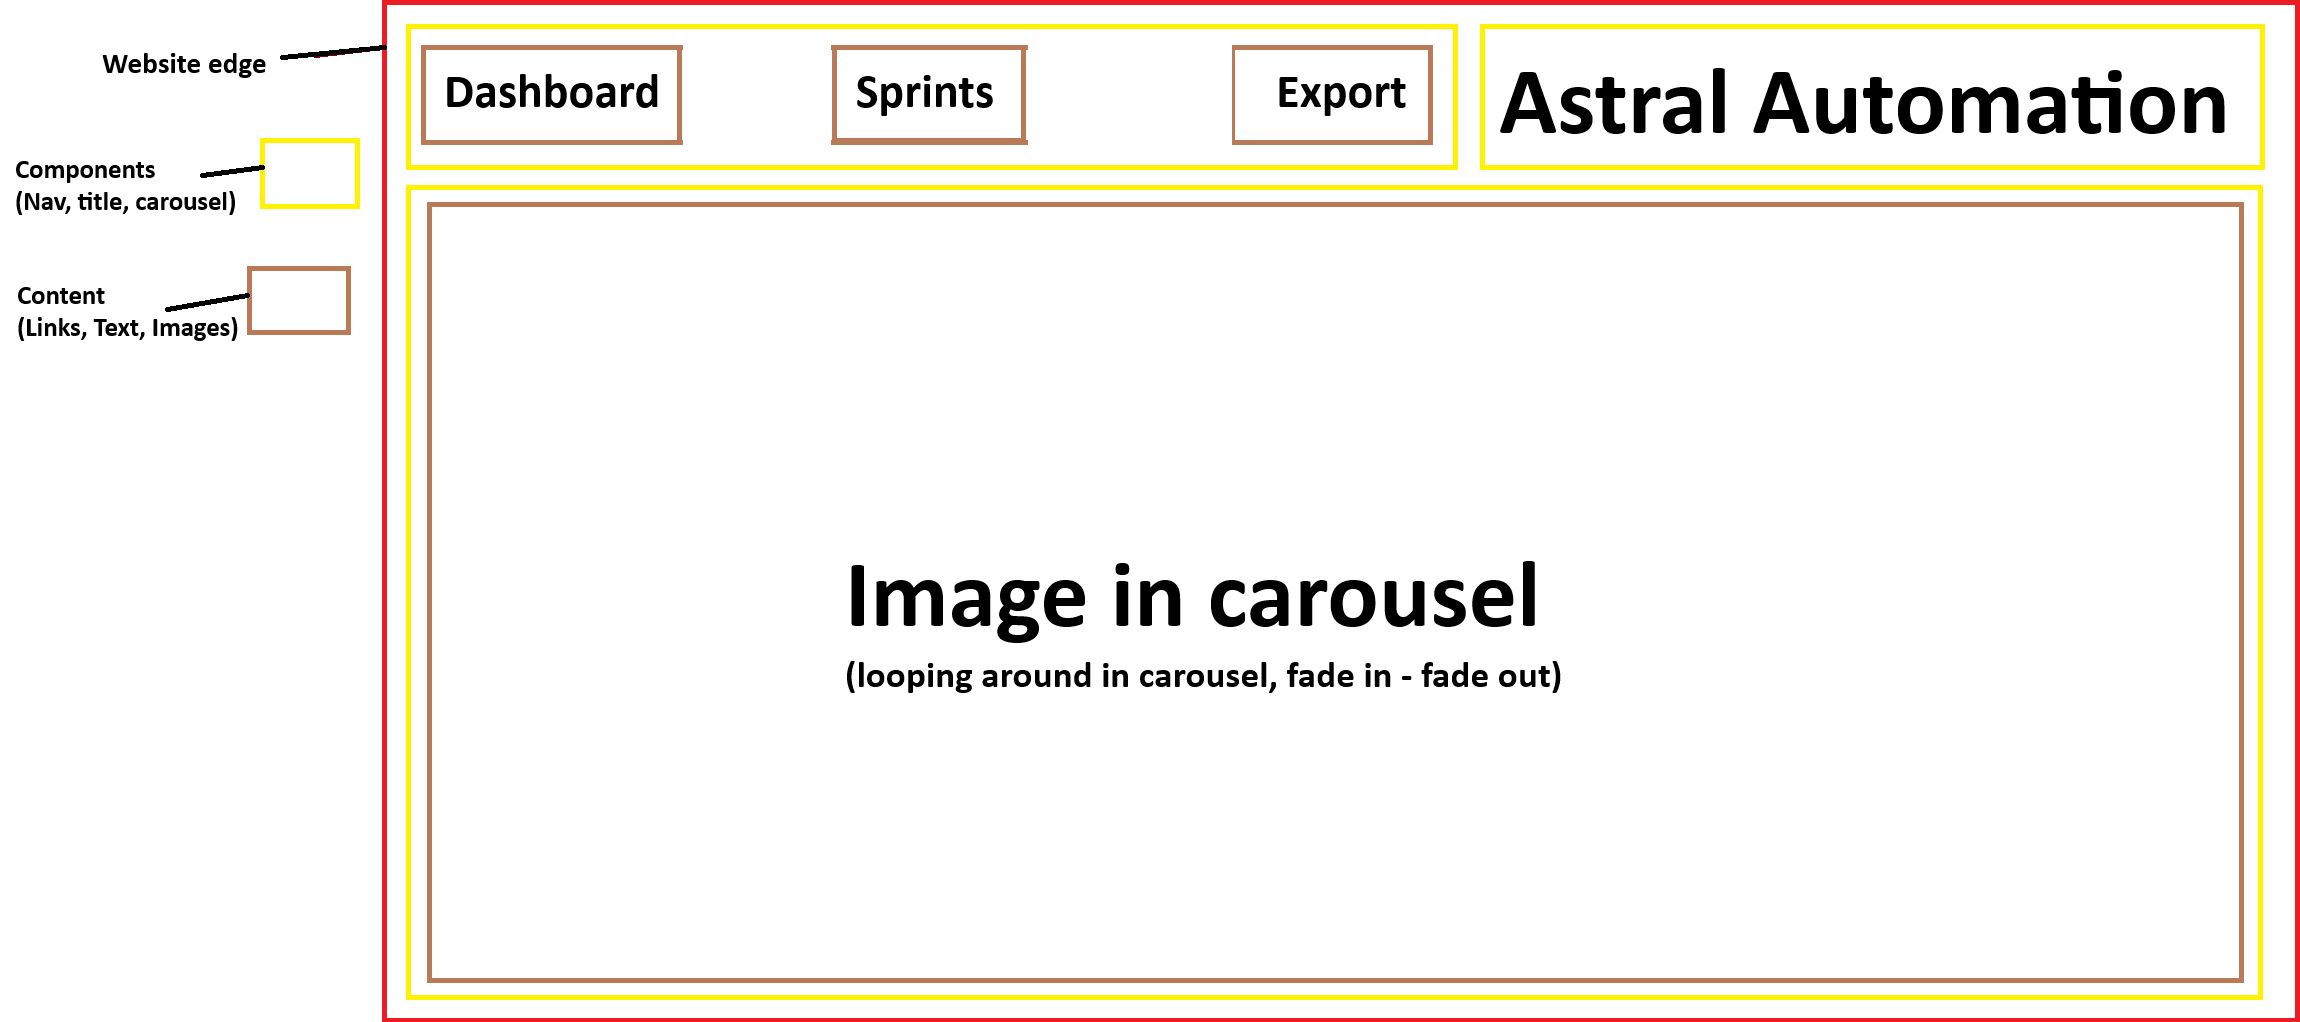 Website edge
Components
(Nav, title, carousel)
Content
(Links, Text, Images)
Dashboard
Sprints
Export
Astral Automation
Image in carousel
(looping around in carousel, fade in - fade out)